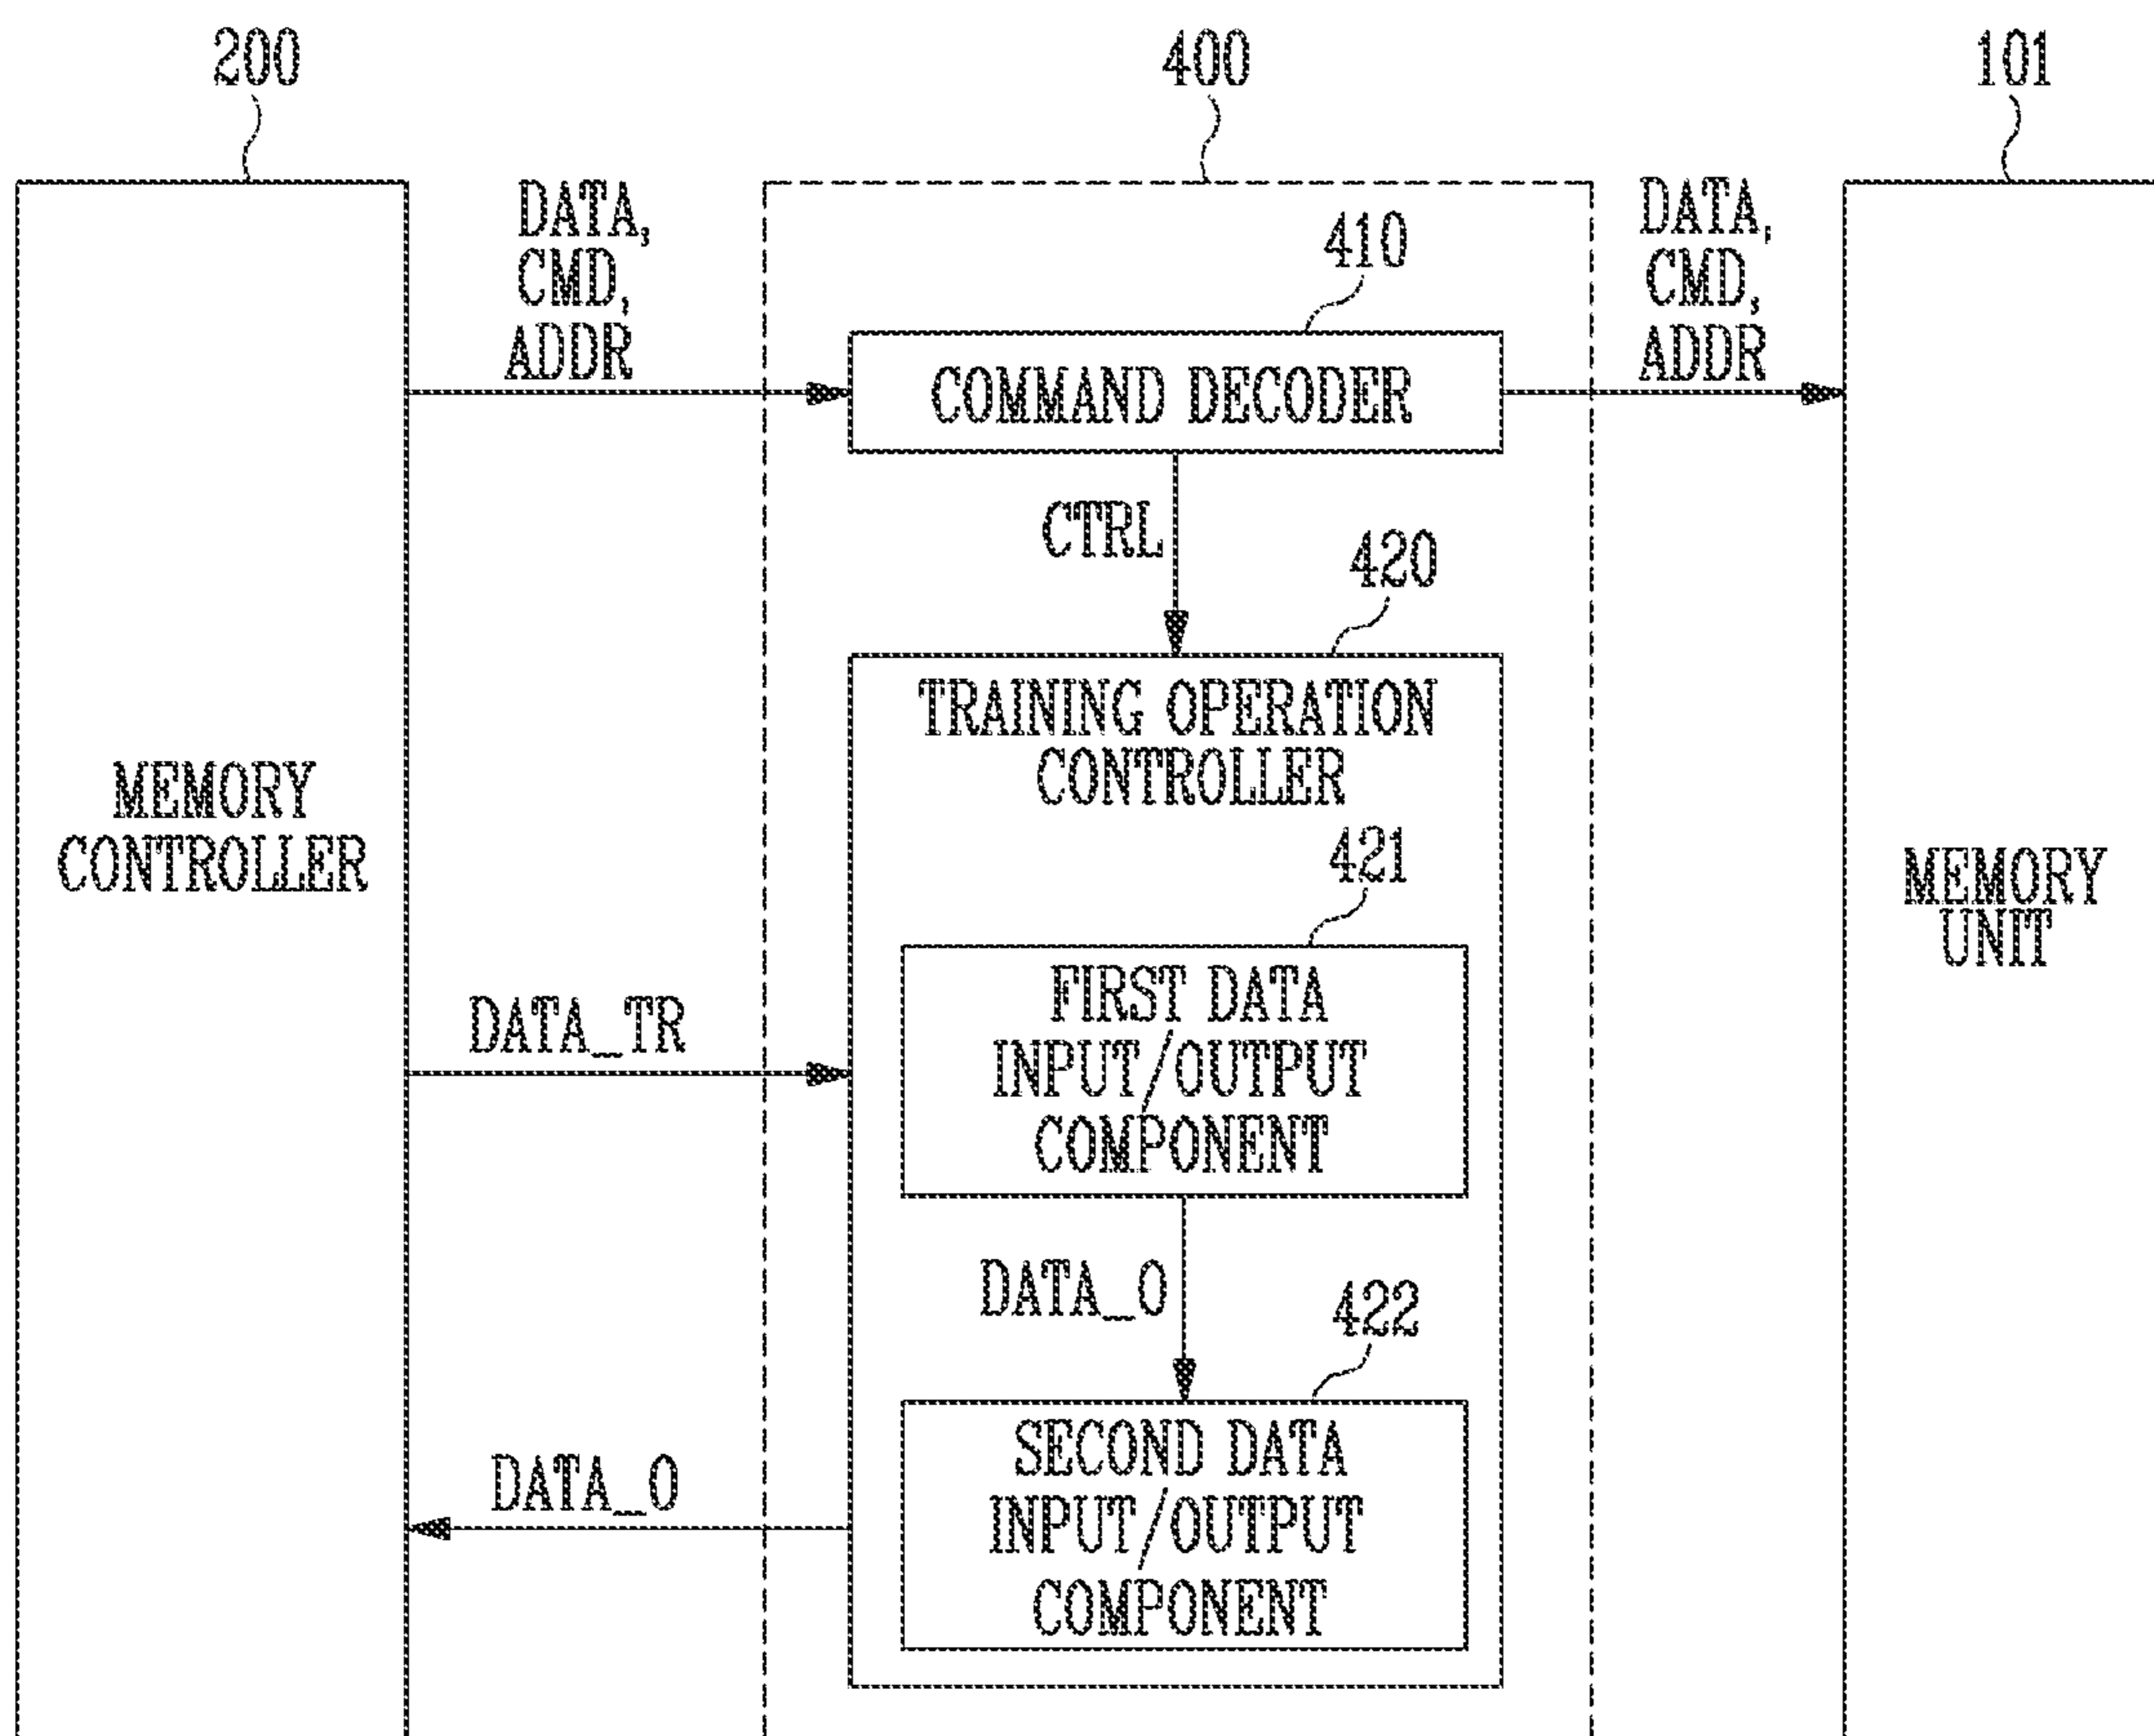 200
400
101
DATA,
CMD,
ADDR
DATA,
CMD,
ADDR
410
COMMAND DECODER
CTRL
420
TRAINING OPERATION
CONTROLLER
MEMORY
CONTROLLER
421
MEMORY
UNIT
FIRST DATA
INPUT/OUTPUT
COMPONENT
DATA_TR
DATA_O
422
SECOND DATA
INPUT/OUTPUT
COMPONENT
DATA_O